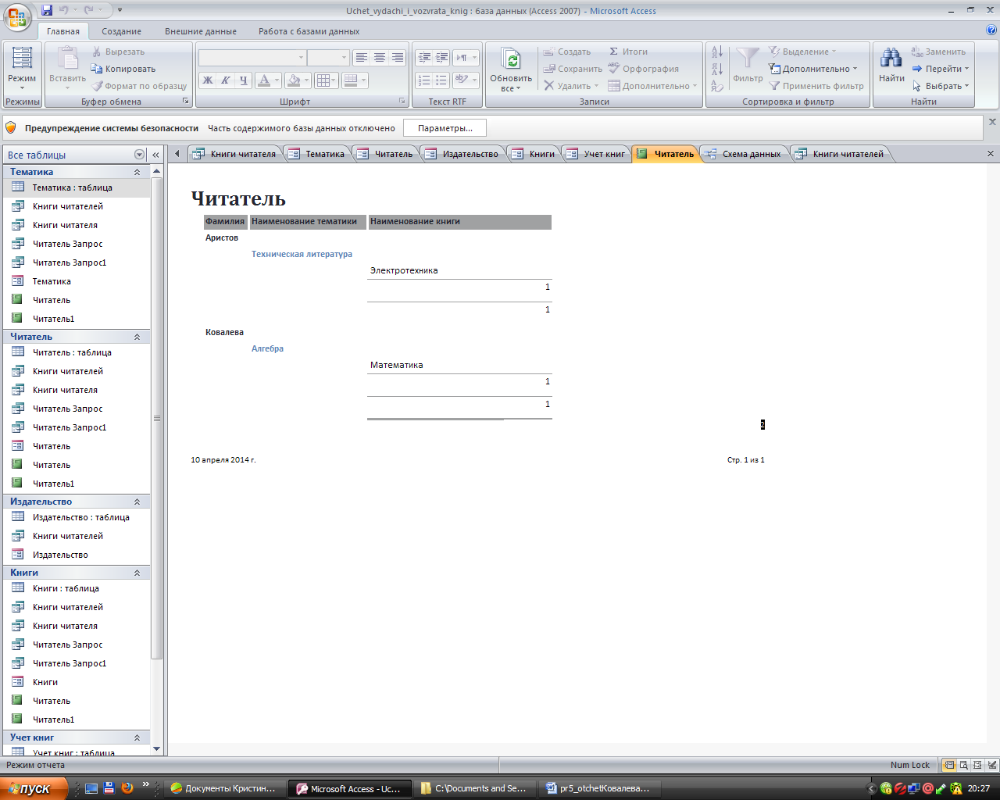 Uchet_vydachi_i_vozvrata_knig : база данных (Access 2007) - Microsoft Access
Главная Создание Внешние данные Работа с базами данных
Режим
Режимы
Вставить
Вырезать
Копировать
Формат по образцу
Буфер обмена
Ж К Ч
Шрифт
Текст RTF
Обновить все
Создать
Сохранить
Удалить
Итоги
Орфография
Дополнительно
Записи
Фильтр
Выделение
Дополнительно
Применить фильтр
Сортировка и фильтр
Найти
Заменить
Перейти
Выбрать
Найти
Предупреждение системы безопасности Часть содержимого базы данных отключено Параметры...
Все таблицы
Книги читателя Тематика Читатель Издательство Книги Учет книг Читатель Схема данных Книги читателей
Тематика
Тематика : таблица
Книги читателей
Книги читателя
Читатель Запрос
Читатель Запрос1
Тематика
Читатель
Читатель1
Читатель
Читатель : таблица
Книги читателей
Книги читателя
Читатель Запрос
Читатель Запрос1
Читатель
Читатель
Читатель1
Издательство
Издательство : таблица
Книги читателей
Издательство
Книги
Книги : таблица
Книги читателей
Книги читателя
Читатель Запрос
Читатель Запрос1
Книги
Читатель
Читатель1
Учет книг
Учет книг : таблица
Читатель
Фамилия Наименование тематики Наименование книги
Аристов
Техническая литература
Электротехника
1
1
Ковалева
Алгебра
Математика
1
1
2
10 апреля 2014 г. Стр. 1 из 1
Режим отчета Num Lock
пуск Документы Кристин... Microsoft Access - Uc... C:\Documents and Se... pr5_otchetКовалева... 20:27